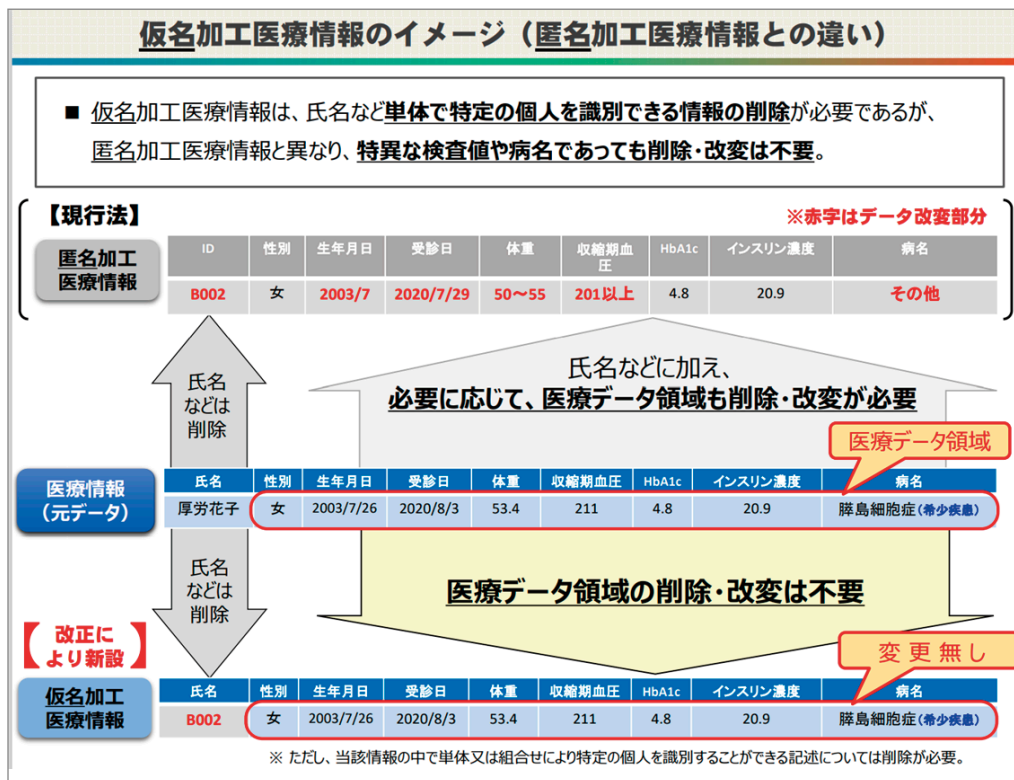 仮名加工医療情報のイメージ（匿名加工医療情報との違い）
■ 仮名加工医療情報は、氏名など単体で特定の個人を識別できる情報の削除が必要であるが、
匿名加工医療情報と異なり、特異な検査値や病名であっても削除・改変は不要。
【現行法】
※赤字はデータ改変部分
匿名加工
医療情報
ID 性別 生年月日 受診日 体重 収縮期血圧 HbA1c インスリン濃度 病名
B002 女 2003/7 2020/7/29 50～55 201以上 4.8 20.9 その他
氏名
などは
削除
氏名などに加え、
必要に応じて、医療データ領域も削除・改変が必要
医療データ領域
医療情報
（元データ）
氏名 性別 生年月日 受診日 体重 収縮期血圧 HbA1c インスリン濃度 病名
厚労花子 女 2003/7/26 2020/8/3 53.4 211 4.8 20.9 膵島細胞症(希少疾患)
氏名
などは
削除
医療データ領域の削除・改変は不要
【改正に
より新設】
変更無し
仮名加工
医療情報
氏名 性別 生年月日 受診日 体重 収縮期血圧 HbA1c インスリン濃度 病名
B002 女 2003/7/26 2020/8/3 53.4 211 4.8 20.9 膵島細胞症(希少疾患)
※ ただし、当該情報の中で単体又は組合せにより特定の個人を識別することができる記述については削除が必要。